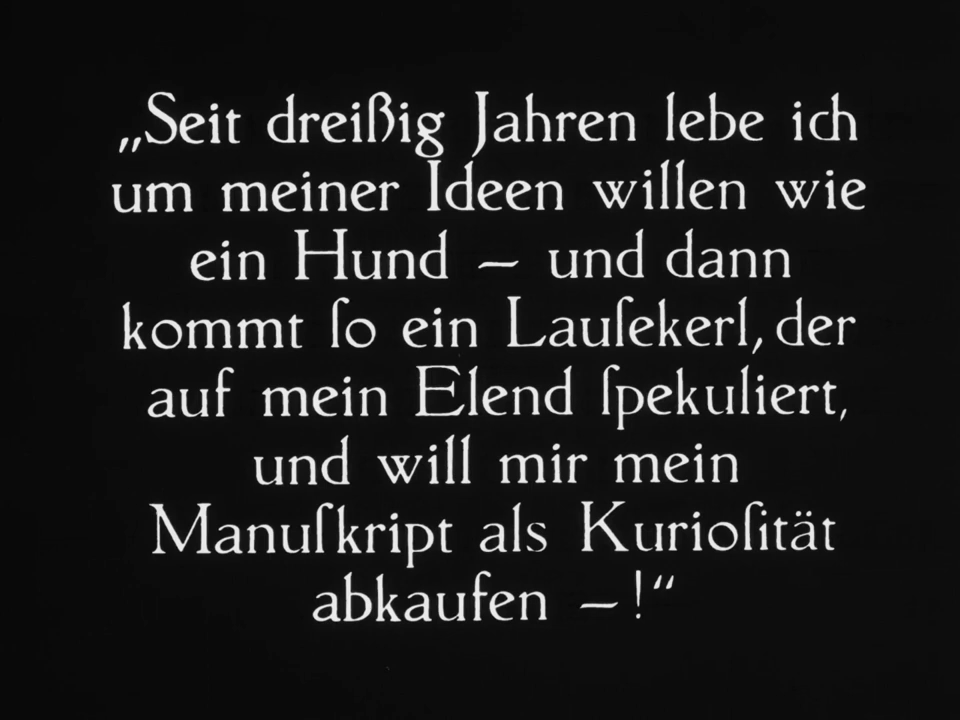 „Seit dreißig Jahren lebe ich
um meiner Ideen willen wie
ein Hund – und dann
kommt ſo ein Lauſekerl, der
auf mein Elend ſpekuliert,
und will mir mein
Manuſkript als Kurioſität
abkaufen –!“